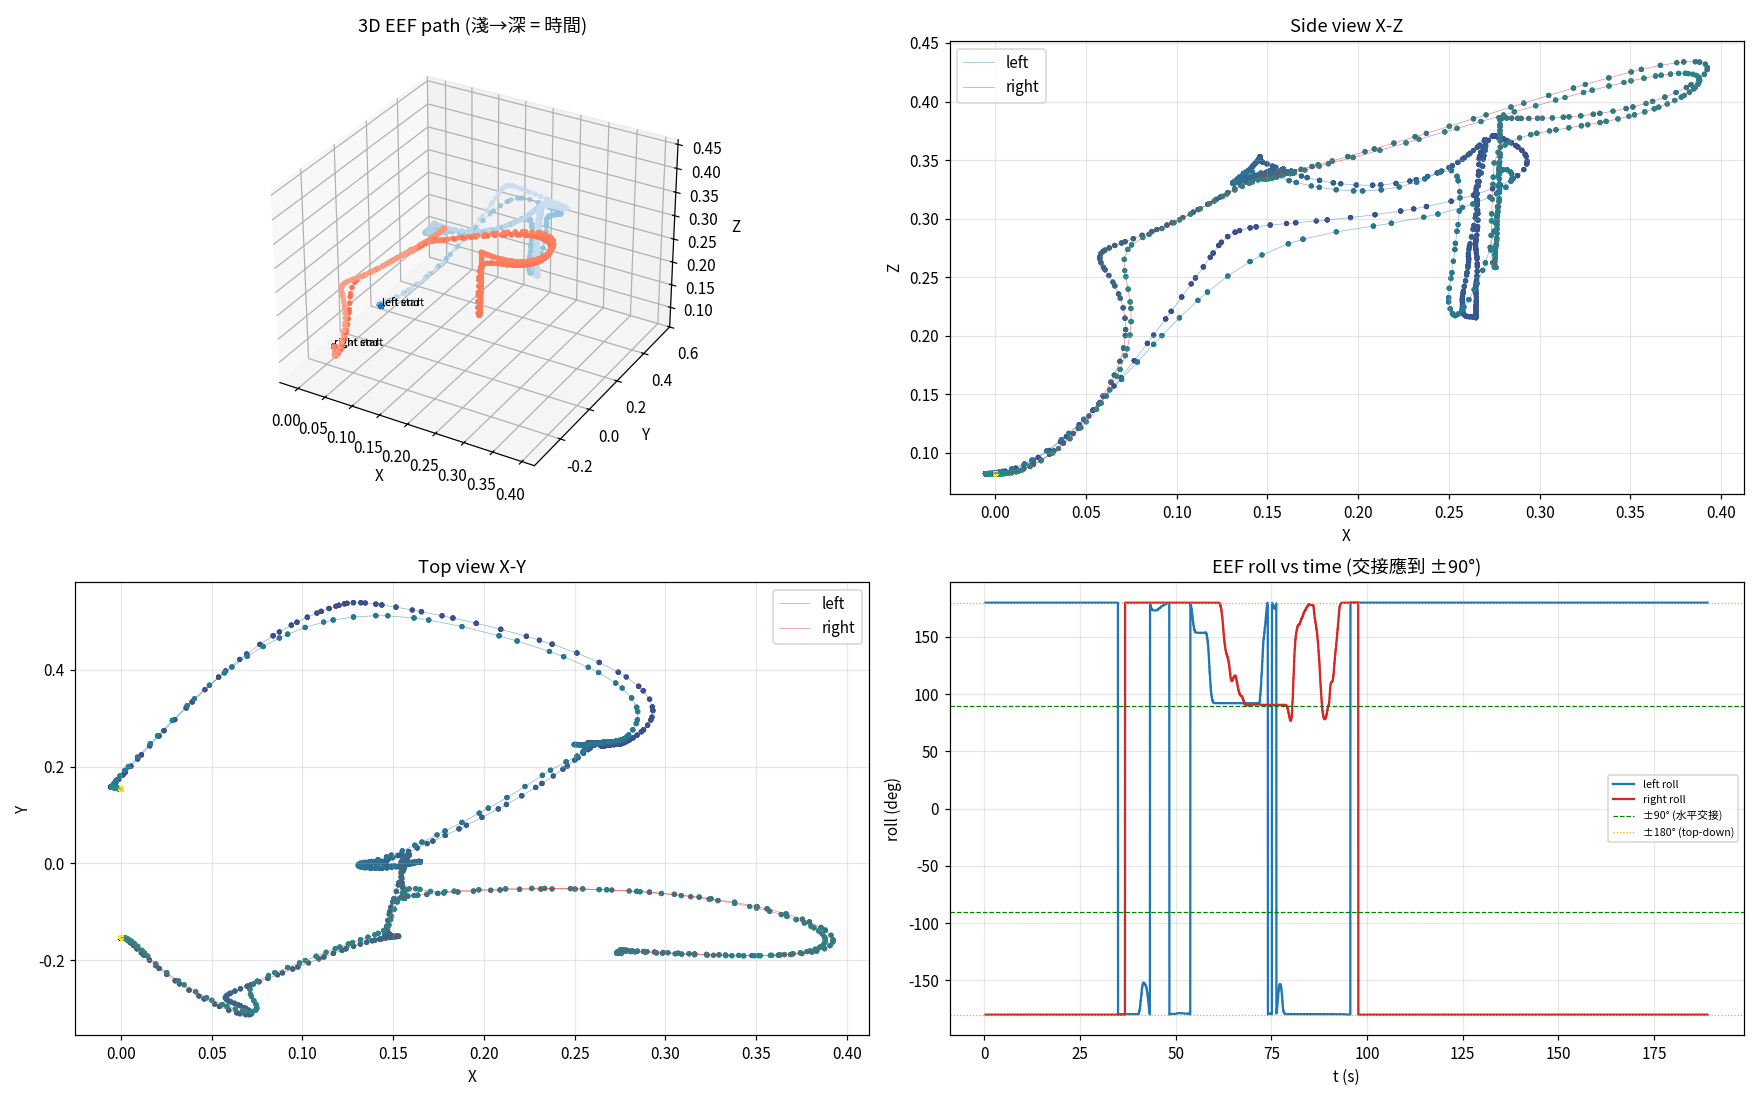 3D EEF path (淺→深 = 時間)
0.45
0.40
0.35
0.30
0.25
0.20
0.15
0.10
Z
0.6
0.4
0.2
0.0
-0.2
Y
0.00
0.05
0.10
0.15
0.20
0.25
0.30
0.35
0.40
X
left start
left end
right start
right end
Side view X-Z
left
right
0.45
0.40
0.35
0.30
0.25
0.20
0.15
0.10
Z
0.00 0.05 0.10 0.15 0.20 0.25 0.30 0.35 0.40
X
Top view X-Y
left
right
0.4
0.2
0.0
-0.2
Y
0.00 0.05 0.10 0.15 0.20 0.25 0.30 0.35 0.40
X
EEF roll vs time (交接應到 ±90°)
150
100
50
0
-50
-100
-150
roll (deg)
left roll
right roll
±90° (水平交接)
±180° (top-down)
0 25 50 75 100 125 150 175
t (s)